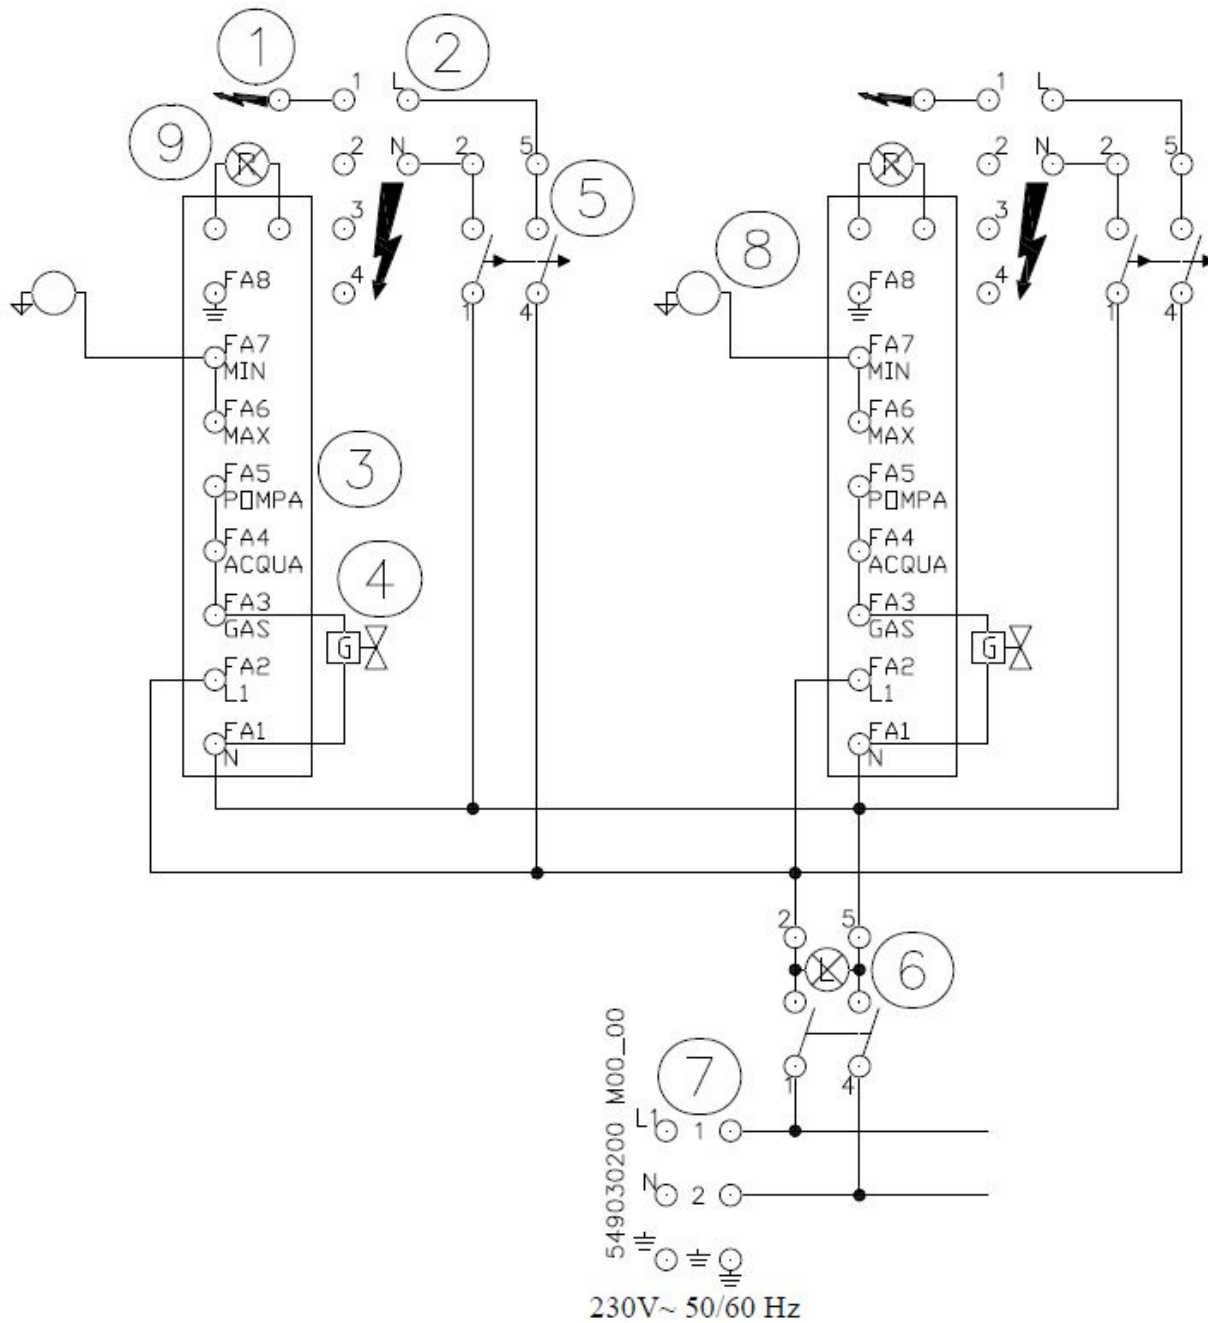 1
2
1
L
1
L
9
R
2
N
2
5
5
R
2
N
2
5
3
3
8
FA8
4
1
4
FA8
4
1
4
FA7
MIN
FA7
MIN
FA6
MAX
FA6
MAX
3
FA5
POMPA
FA5
POMPA
FA4
ACQUA
4
FA4
ACQUA
FA3
GAS
G
FA3
GAS
G
FA2
L1
FA2
L1
FA1
N
FA1
N
2
5
L
6
549030200 M00_00
7
1
4
L1
1
N
2
230V~ 50/60 Hz